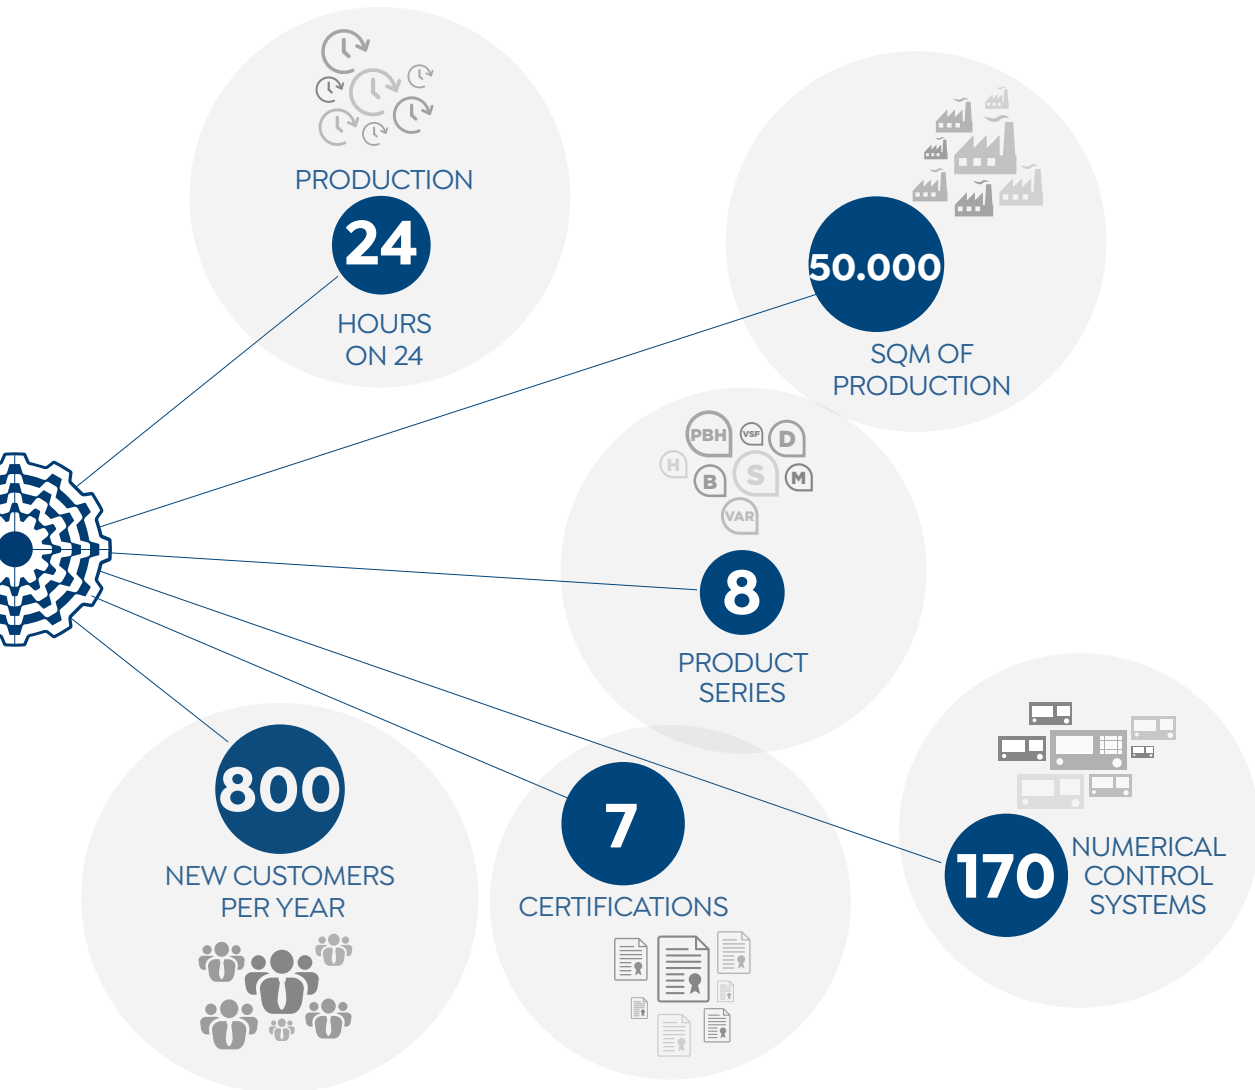 PRODUCTION
24
HOURS
ON 24
50.000
SQM OF
PRODUCTION
PBH
VSF
D
H
B
S
M
VAR
8
PRODUCT
SERIES
800
NEW CUSTOMERS
PER YEAR
7
CERTIFICATIONS
170
NUMERICAL
CONTROL
SYSTEMS